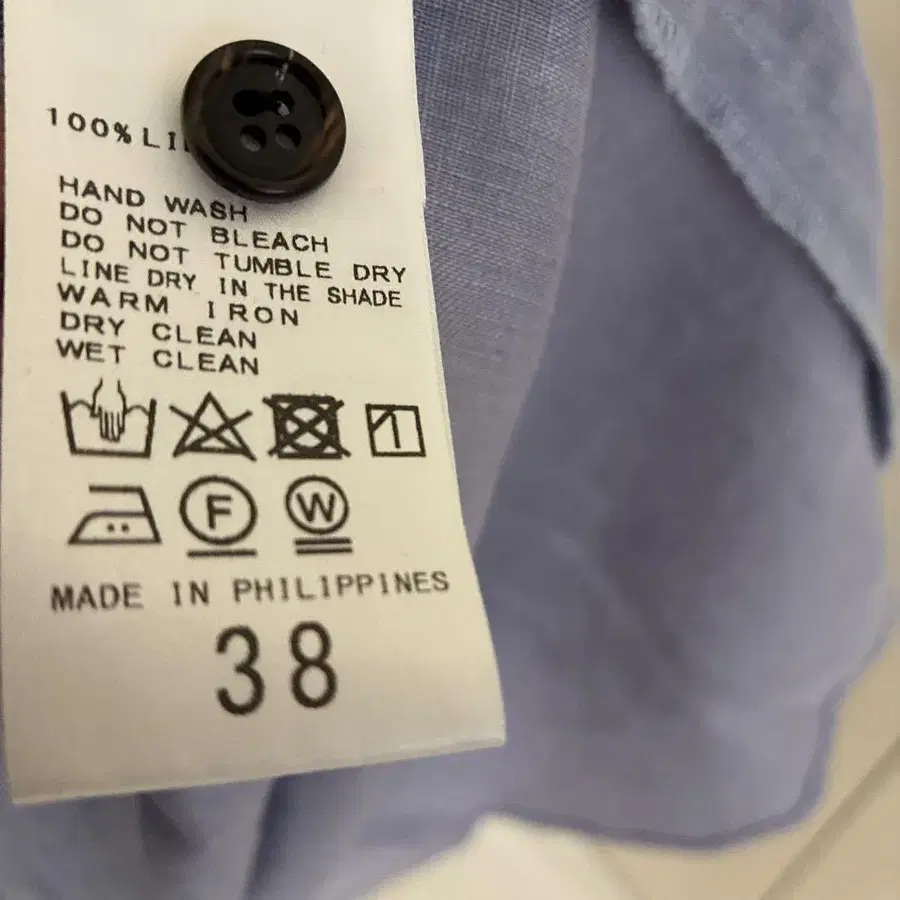 100%
HAND WASH
DO NOT BLEACH
DO NOT TUMBLE DRY
LINE DRY IN THE SHADE
WARM IRON
DRY CLEAN
WET CLEAN
F W
MADE IN PHILIPPINES
38